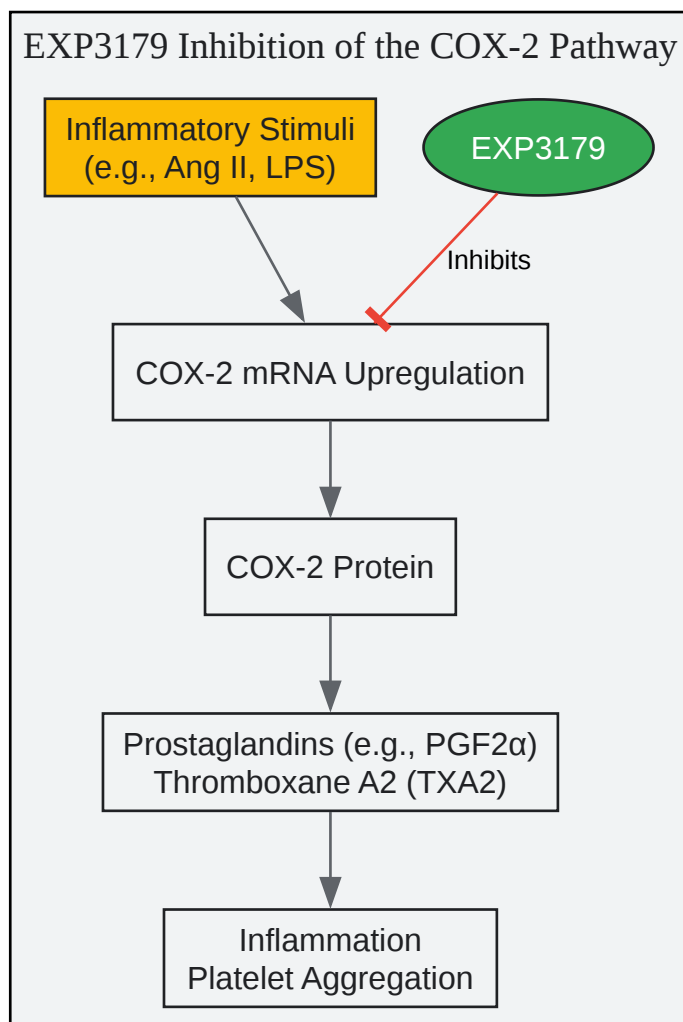 EXP3179 Inhibition of the COX-2 Pathway
Inflammatory Stimuli
(e.g., Ang II, LPS)
EXP3179
Inhibits
COX-2 mRNA Upregulation
COX-2 Protein
Prostaglandins (e.g., PGF2α)
Thromboxane A2 (TXA2)
Inflammation
Platelet Aggregation